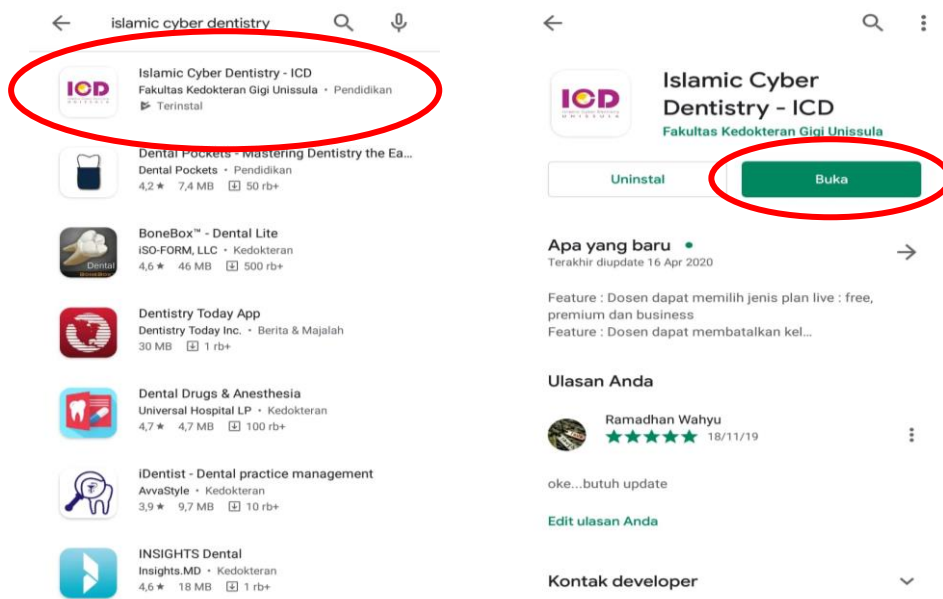 islamic cyber dentistry
ICD
Islamic Cyber Dentistry - ICD
Fakultas Kedokteran Gigi Unissula • Pendidikan
Terinstal
Dental Pockets - Mastering Dentistry the Ea...
Dental Pockets • Pendidikan
4,2 ★ 7,4 MB 50 rb+
Dental
BoneBox™ - Dental Lite
iSO-FORM, LLC • Kedokteran
4,6 ★ 46 MB 500 rb+
Dentistry Today App
Dentistry Today Inc. • Berita & Majalah
30 MB 1 rb+
Dental Drugs & Anesthesia
Universal Hospital LP • Kedokteran
4,7 ★ 4,7 MB 100 rb+
iDentist - Dental practice management
AvvaStyle • Kedokteran
3,9 ★ 9,7 MB 10 rb+
INSIGHTS Dental
Insights.MD • Kedokteran
4,6 ★ 18 MB 1 rb+
ICD
UNISSULA
Islamic Cyber
Dentistry - ICD
Fakultas Kedokteran Gigi Unissula
Uninstal
Buka
Apa yang baru •
Terakhir diupdate 16 Apr 2020
Feature : Dosen dapat memilih jenis plan live : free,
premium dan business
Feature : Dosen dapat membatalkan kel...
Ulasan Anda
Ramadhan Wahyu
★★★★★ 18/11/19
oke...butuh update
Edit ulasan Anda
Kontak developer